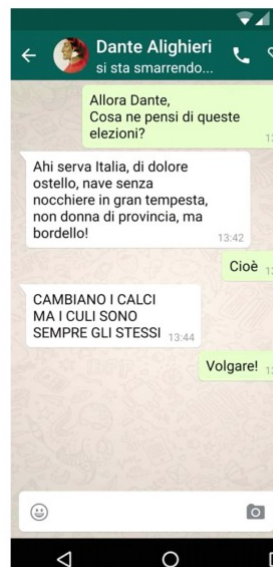 Dante Alighieri
si sta smarrendo...
Allora Dante,
Cosa ne pensi di queste
elezioni?
Ahi serva Italia, di dolore
ostello, nave senza
nocchiere in gran tempesta,
non donna di provincia, ma
bordello!
13:42
Cioè
CAMBIANO I CALCI
MA I CULI SONO
SEMPRE GLI STESSI
13:44
Volgare!